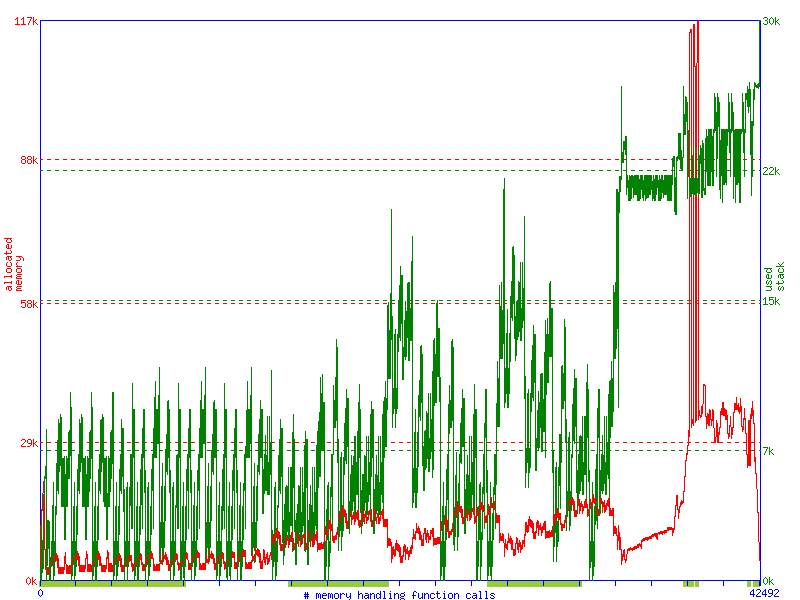 117k
30k
88k
22k
allocated
memory
used
stack
58k
15k
29k
7k
0k
0k
0
# memory handling function calls
42492